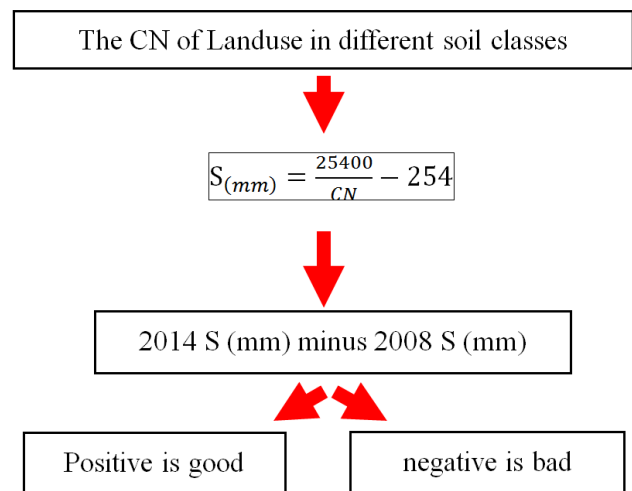 The CN of Landuse in different soil classes
S(mm) = 25400/CN − 254
2014 S (mm) minus 2008 S (mm)
Positive is good
negative is bad